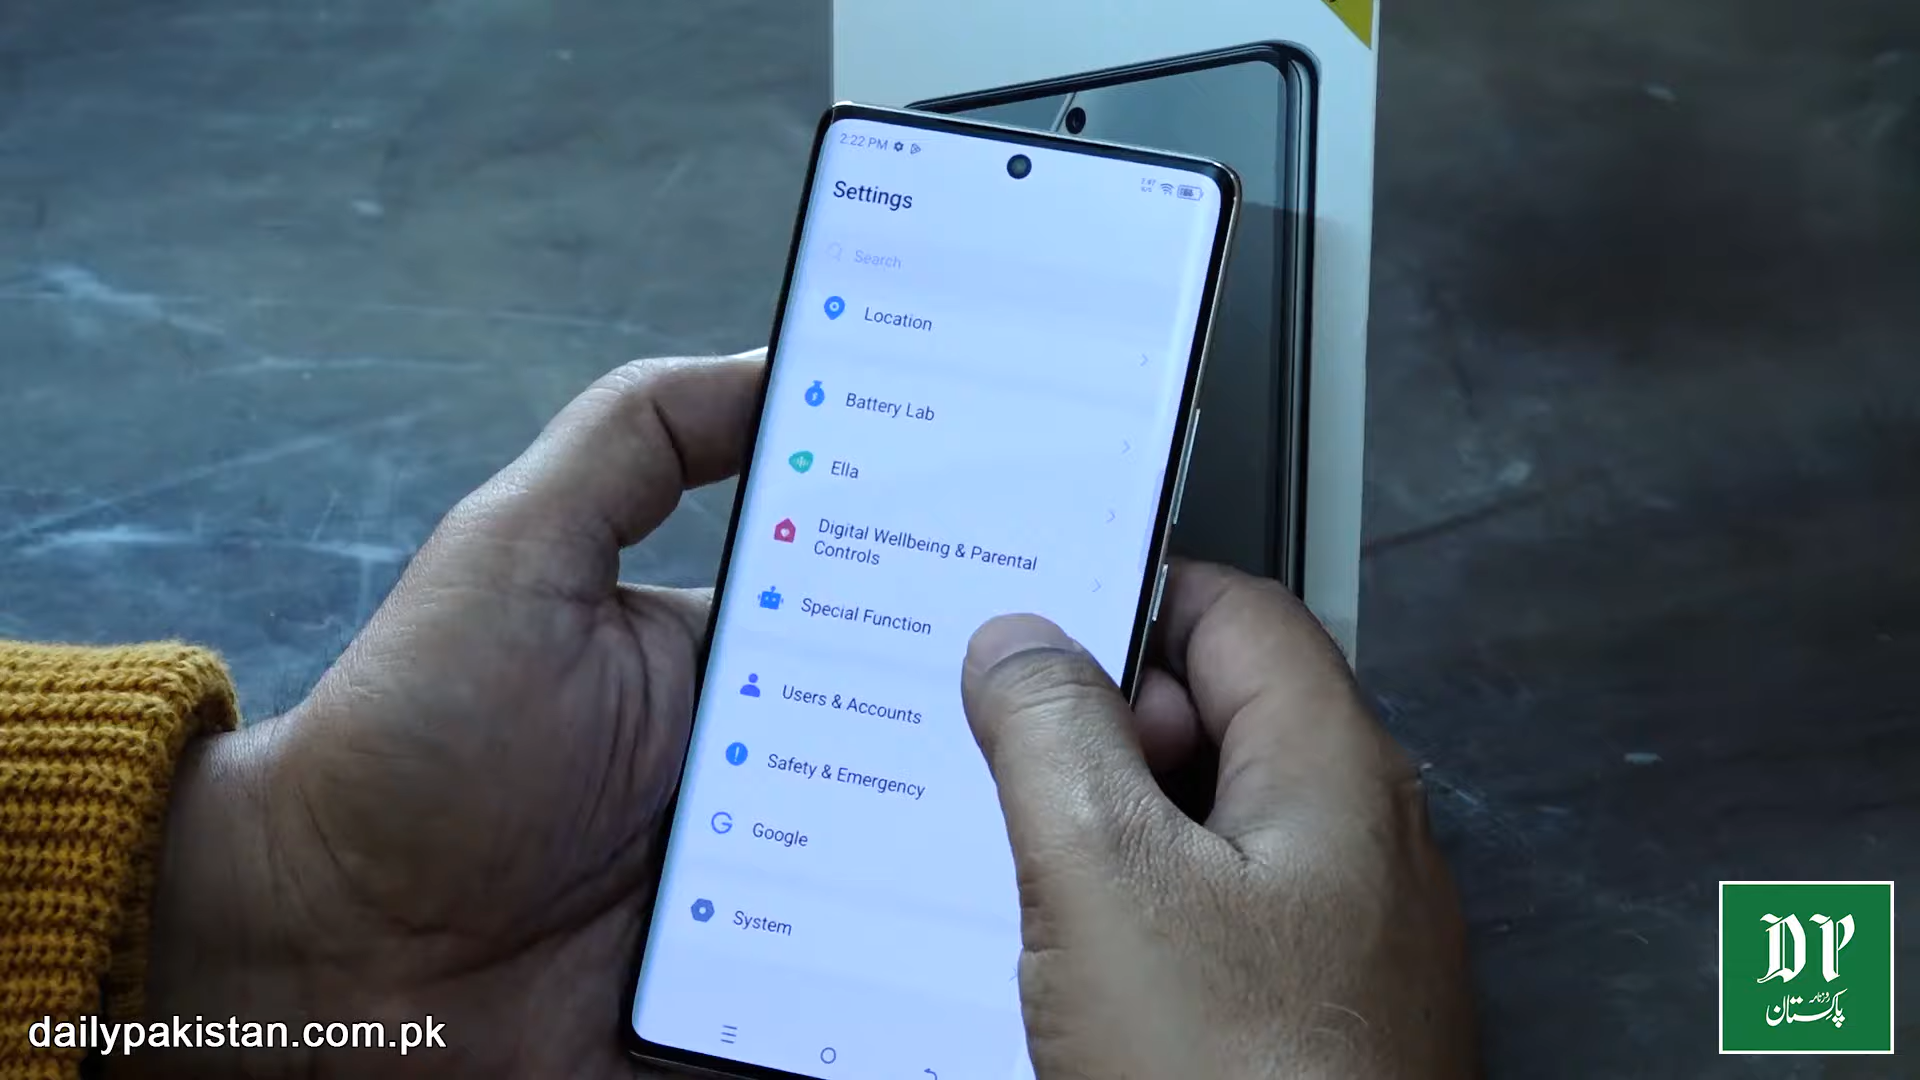 2:22 PM
Settings
Search
Location
Battery Lab
Ella
Digital Wellbeing & Parental
Controls
Special Function
Users & Accounts
Safety & Emergency
Google
System
dailypakistan.com.pk
DP
روزنامہ
پاکستان